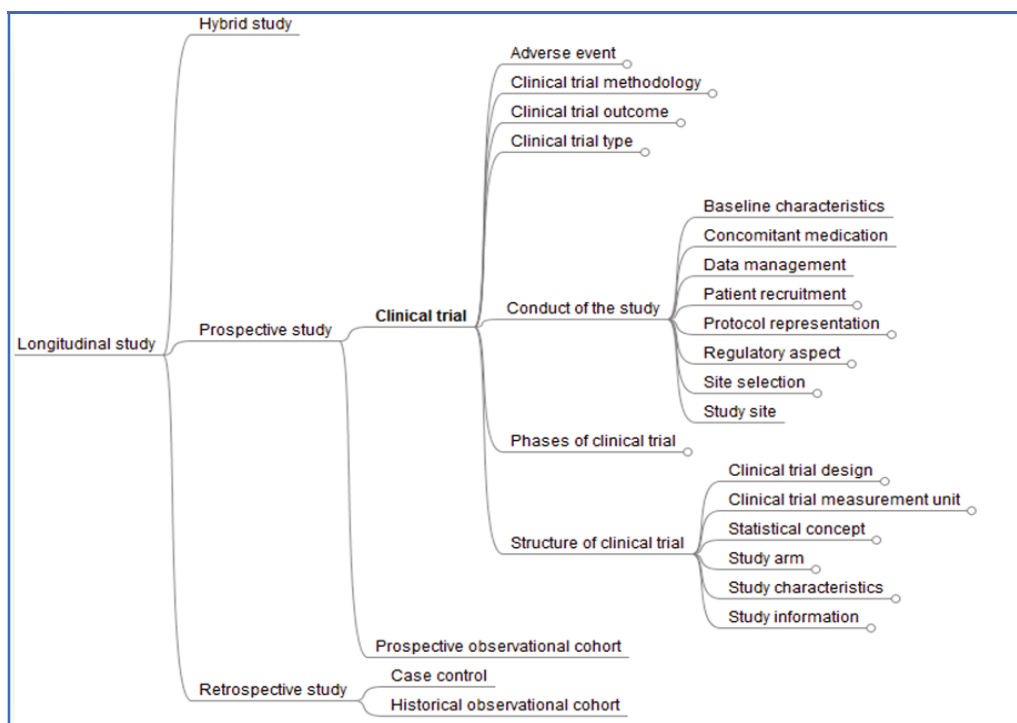 Hybrid study
Adverse event
Clinical trial methodology
Clinical trial outcome
Clinical trial type
Baseline characteristics
Concomitant medication
Data management
Patient recruitment
Conduct of the study
Clinical trial
Protocol representation
Prospective study
Longitudinal study
Regulatory aspect
Site selection
Study site
Phases of clinical trial
Clinical trial design
Clinical trial measurement unit
Statistical concept
Structure of clinical trial
Study arm
Study characteristics
Study information
Prospective observational cohort
Case control
Retrospective study
Historical observational cohort